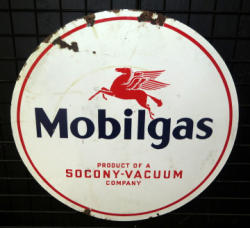 Mobilgas
PRODUCT OF A
SOCONY-VACUUM
COMPANY